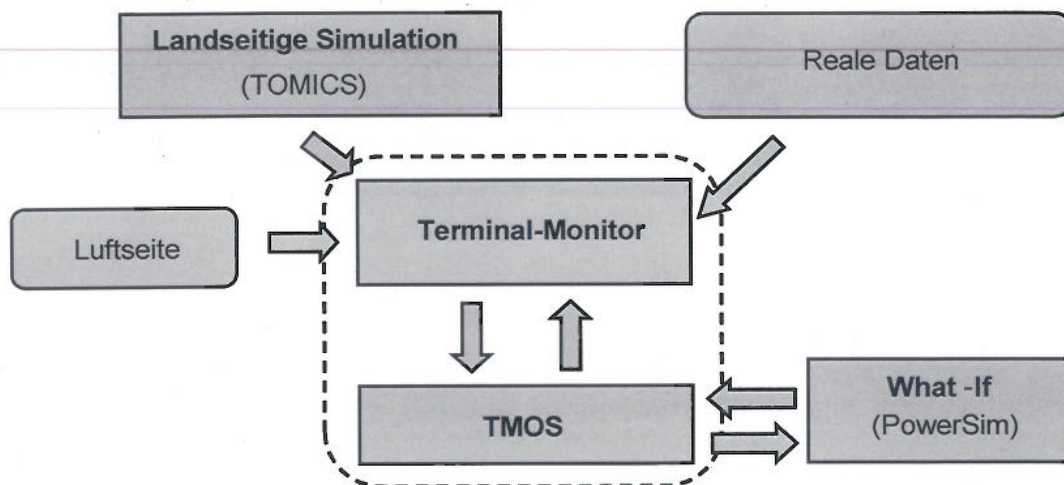 Landseitige Simulation
(TOMICS)
Reale Daten
Terminal-Monitor
Luftseite
What -If
(PowerSim)
TMOS